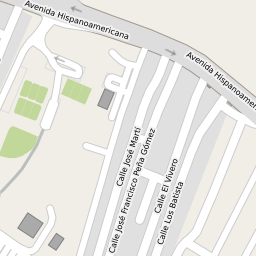 Avenida Hispanoamericana
Avenida Hispanoamerica
Calle José Martí
Calle José Francisco Peña Gómez
Calle El Vivero
Calle Los Batista